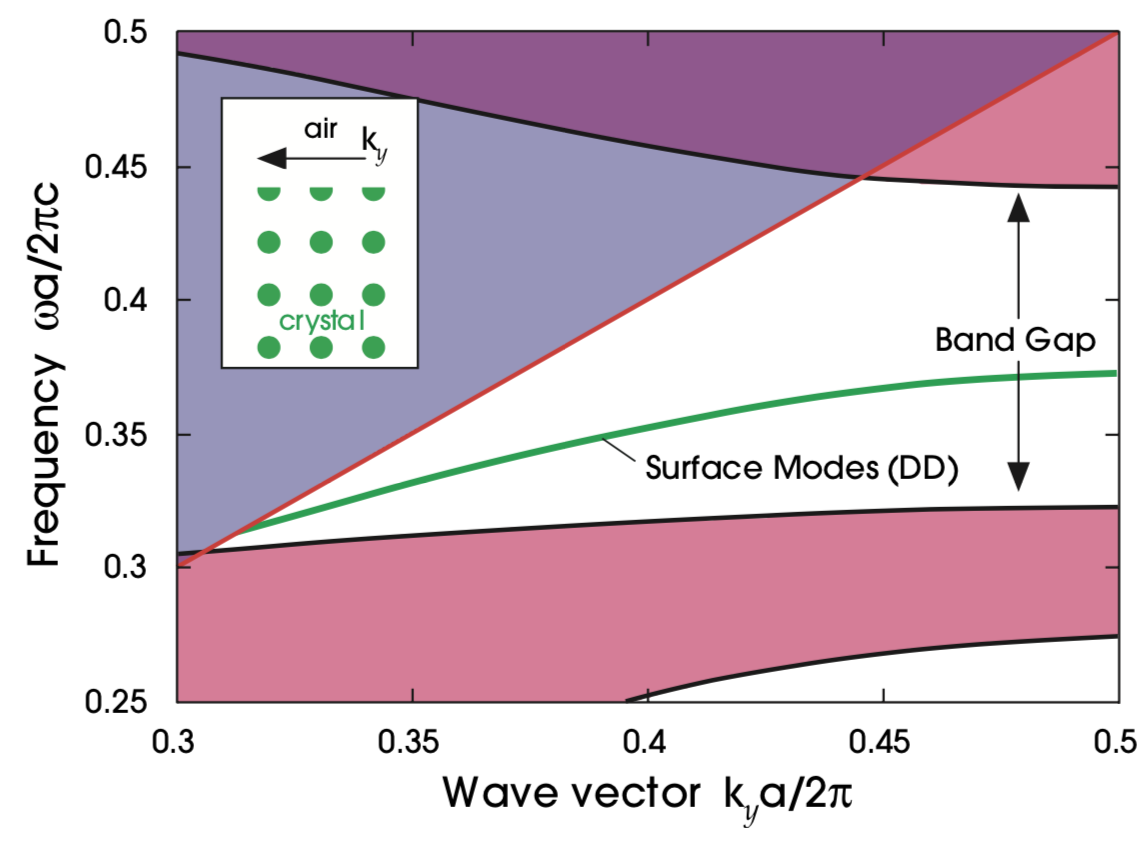 0.5
0.45
0.4
0.35
0.3
0.25
Frequency ωa/2πc
air
k_y
crystal
Band Gap
Surface Modes (DD)
0.3 0.35 0.4 0.45 0.5
Wave vector k_ya/2π